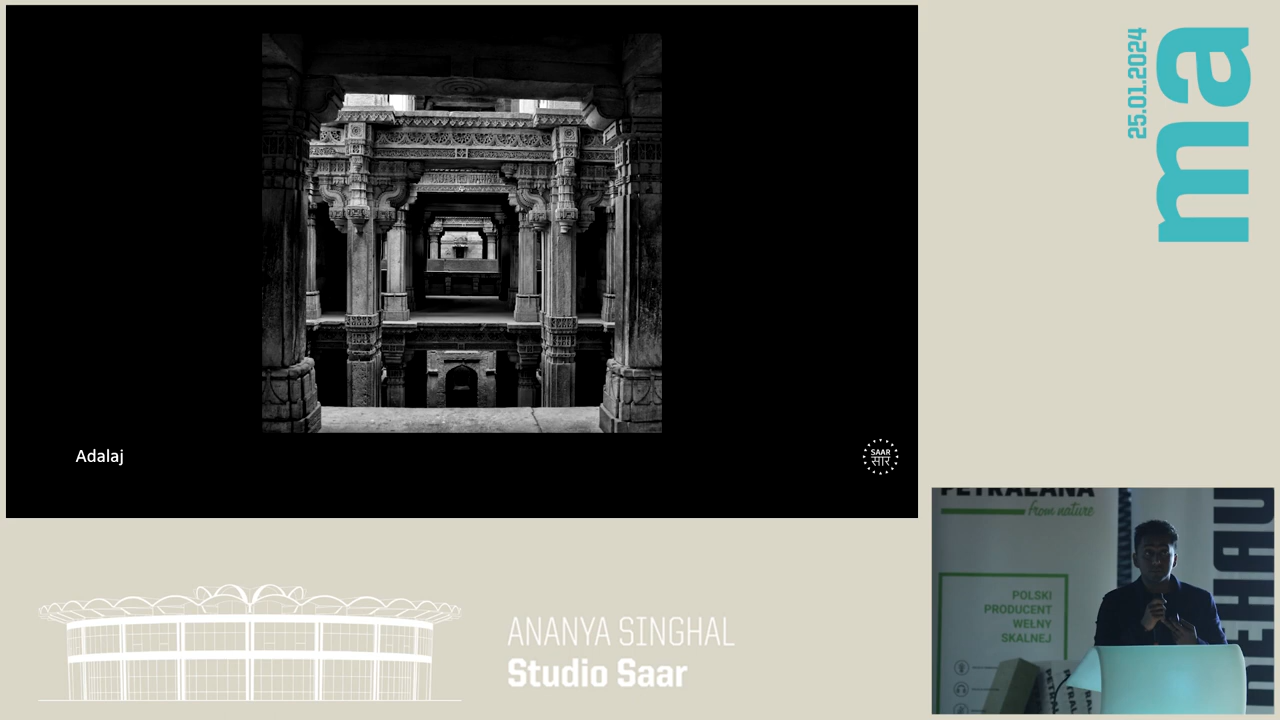 Adalaj
SAAR
सार
25.01.2024
ma
ANANYA SINGHAL
Studio Saar
PETRALANA
from nature
POLSKI
PRODUCENT
WEŁNY
SKALNEJ